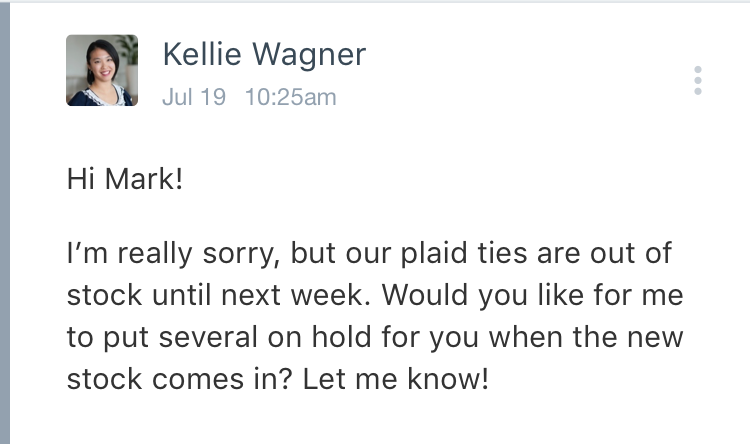 Kellie Wagner
Jul 19 10:25am
Hi Mark!
I’m really sorry, but our plaid ties are out of
stock until next week. Would you like for me
to put several on hold for you when the new
stock comes in? Let me know!